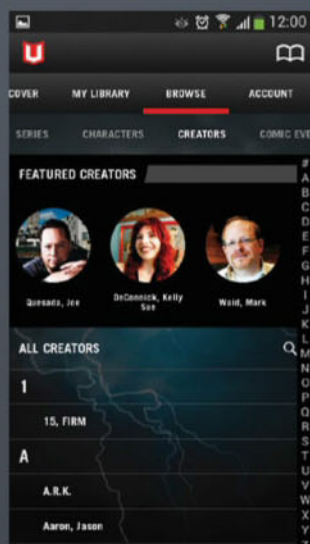 12:00
U
COVER MY LIBRARY BROWSE ACCOUNT
SERIES CHARACTERS CREATORS COMIC EVE
FEATURED CREATORS
Quesada, Joe
DeConnick, Kelly
Sue
Waid, Mark
ALL CREATORS
1
15, FIRM
A
A.R.K.
Aaron, Jason
#
A
B
C
D
E
F
G
H
I
J
K
L
M
N
O
P
Q
R
S
T
U
V
W
X
Y
Z